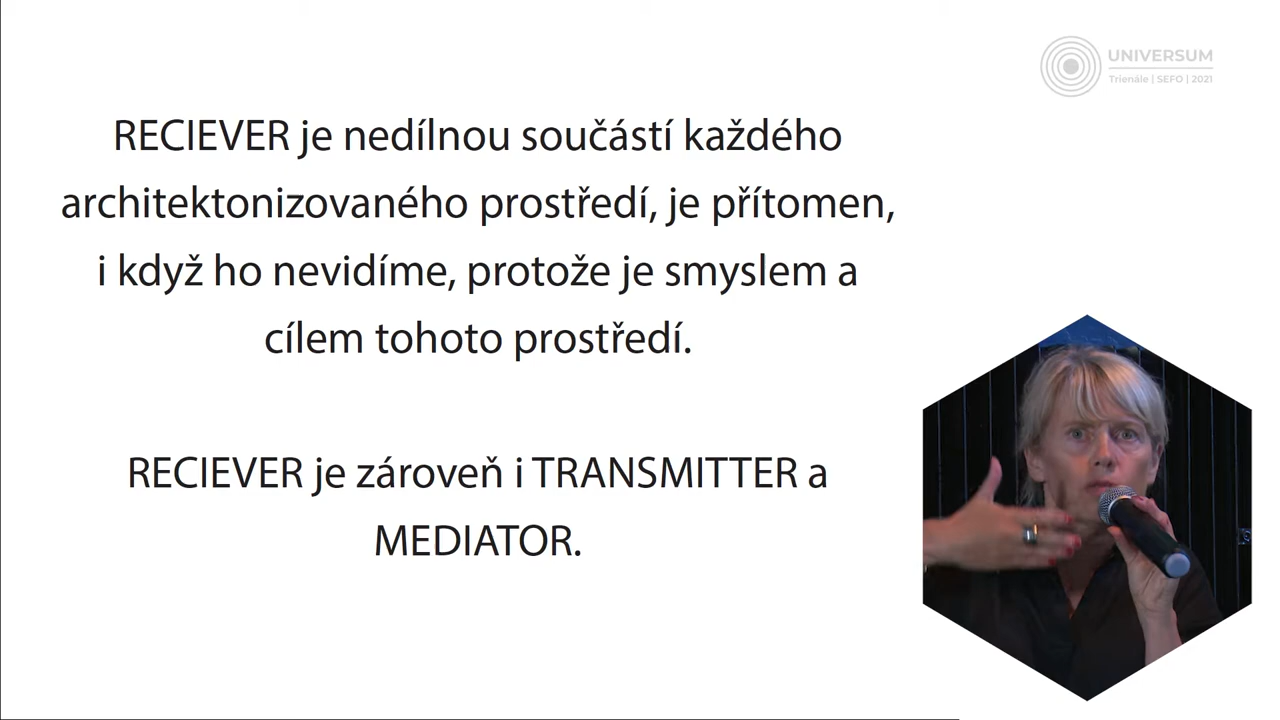 UNIVERSUM
Trienále | SEFO | 2021
RECIEVER je nedílnou součástí každého
architektonizovaného prostředí, je přítomen,
i když ho nevidíme, protože je smyslem a
cílem tohoto prostředí.
RECIEVER je zároveň i TRANSMITTER a
MEDIATOR.